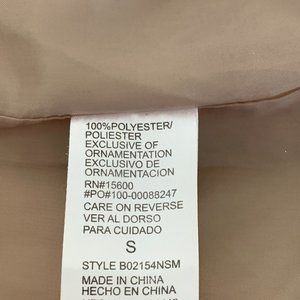 100%POLYESTER/
POLIESTER
EXCLUSIVE OF
ORNAMENTATION
EXCLUSIVO DE
ORNAMENTACION
RN#15600
#PO#100-00088247
CARE ON REVERSE
VER AL DORSO
PARA CUIDADO
S
STYLE B02154NSM
MADE IN CHINA
HECHO EN CHINA